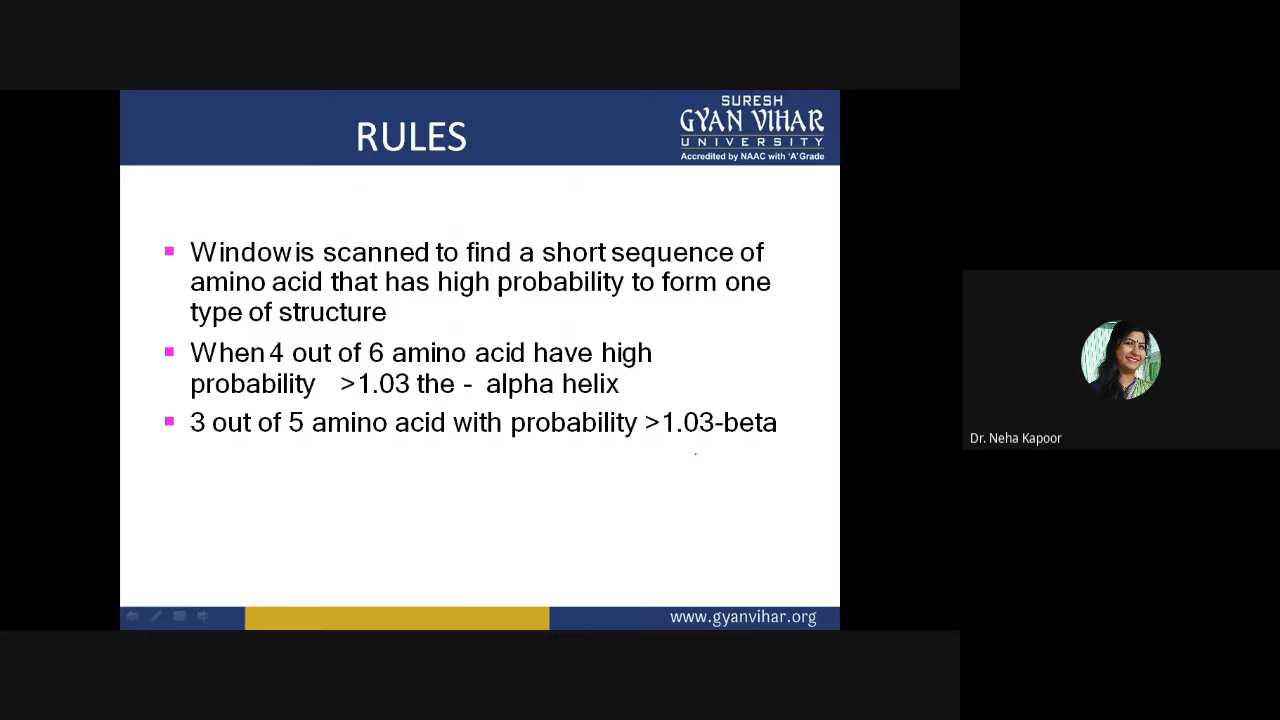 RULES
SURESH
GYAN VIHAR
UNIVERSITY
Accredited by NAAC with 'A' Grade
Window is scanned to find a short sequence of
amino acid that has high probability to form one
type of structure
When 4 out of 6 amino acid have high
probability >1.03 the - alpha helix
3 out of 5 amino acid with probability >1.03-beta
Dr. Neha Kapoor
www.gyanvihar.org